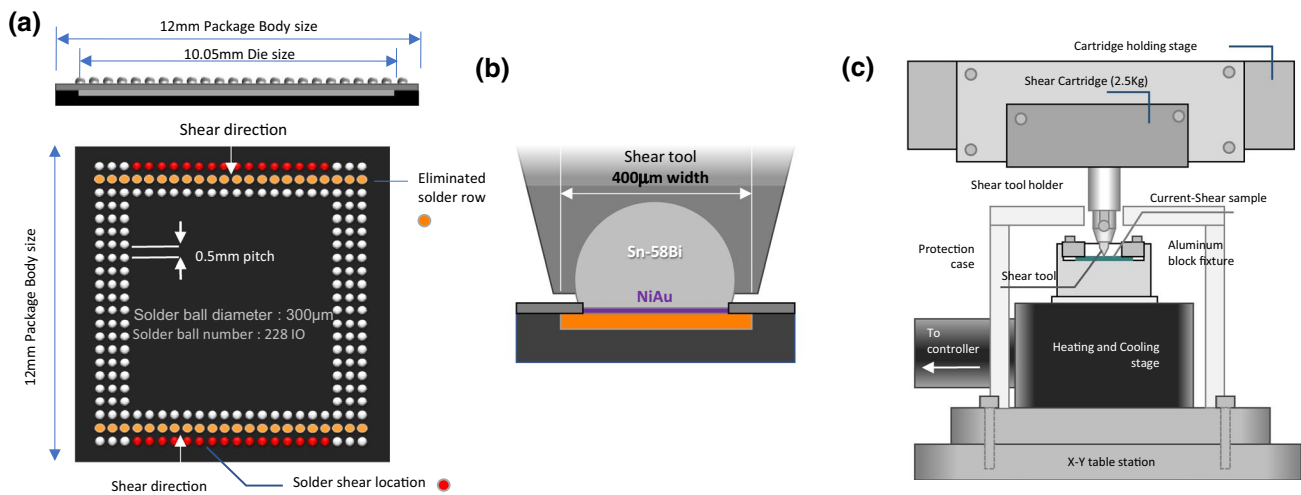 (a)
12mm Package Body size
10.05mm Die size
Shear direction
Eliminated
solder row
12mm Package Body size
0.5mm pitch
Solder ball diameter : 300μm
Solder ball number : 228 IO
Shear direction
Solder shear location
(b)
Shear tool
400μm width
Sn-58Bi
NiAu
(c)
Cartridge holding stage
Shear Cartridge (2.5Kg)
Shear tool holder
Current-Shear sample
Protection
case
Aluminum
block fixture
Shear tool
To
controller
Heating and Cooling
stage
X-Y table station